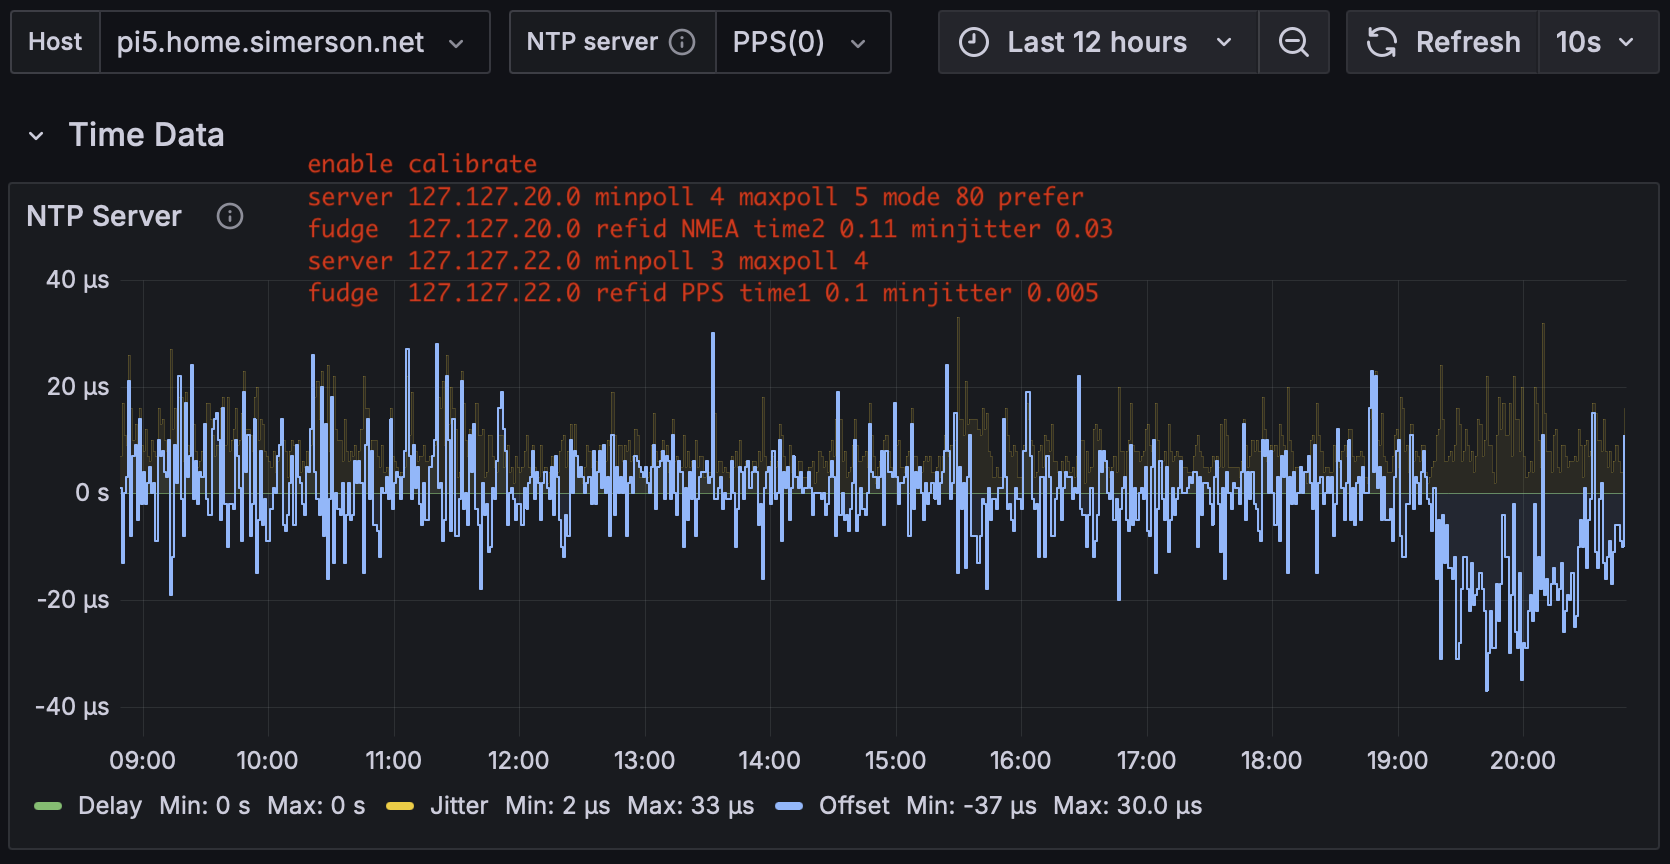 Host pi5.home.simerson.net NTP server PPS(0) Last 12 hours Refresh 10s
Time Data
enable calibrate
server 127.127.20.0 minpoll 4 maxpoll 5 mode 80 prefer
NTP Server
fudge  127.127.20.0 refid NMEA time2 0.11 minjitter 0.03
server 127.127.22.0 minpoll 3 maxpoll 4
fudge  127.127.22.0 refid PPS time1 0.1 minjitter 0.005
40 µs
20 µs
0 s
-20 µs
-40 µs
09:00 10:00 11:00 12:00 13:00 14:00 15:00 16:00 17:00 18:00 19:00 20:00
Delay Min: 0 s Max: 0 s Jitter Min: 2 µs Max: 33 µs Offset Min: -37 µs Max: 30.0 µs